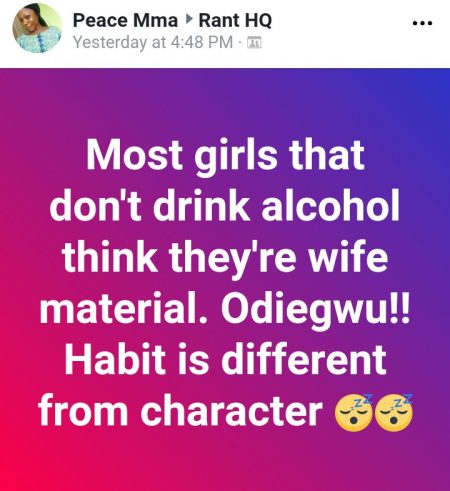 Peace Mma ▸ Rant HQ
Yesterday at 4:48 PM ·
Most girls that
don't drink alcohol
think they're wife
material. Odiegwu!!
Habit is different
from character 😴😴